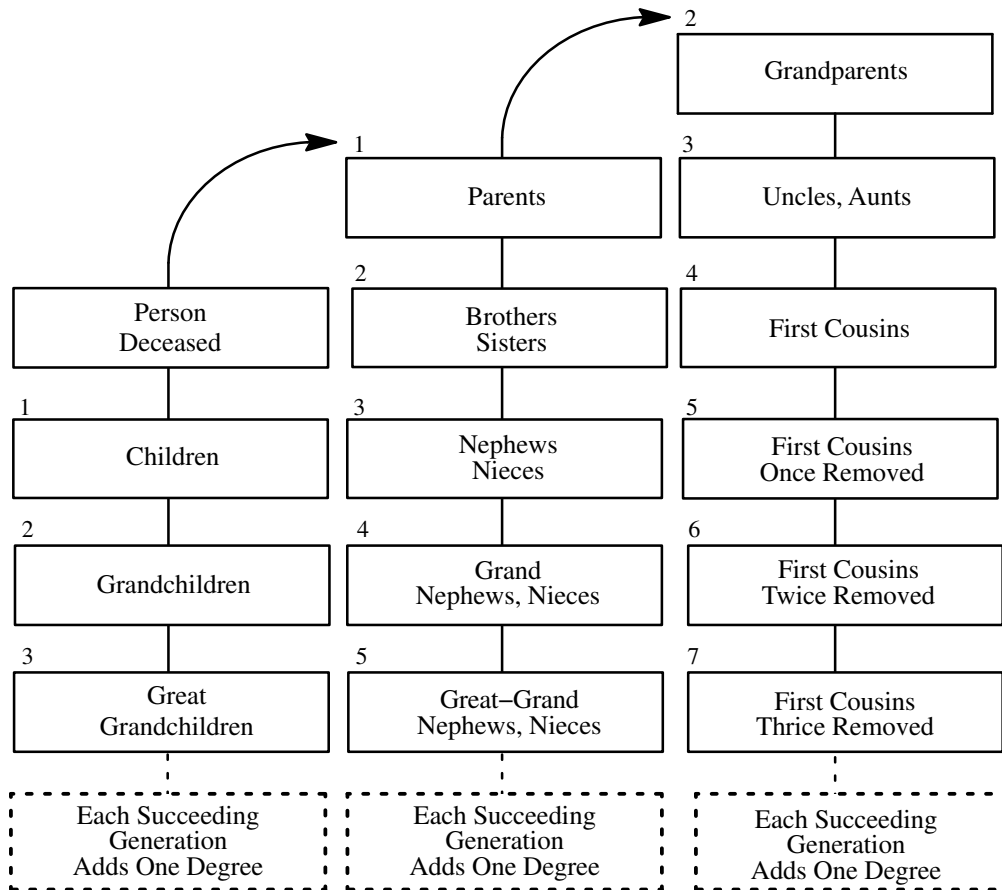 2
Grandparents
1
Parents
3
Uncles, Aunts
Person
Deceased
2
Brothers
Sisters
4
First Cousins
1
Children
3
Nephews
Nieces
5
First Cousins
Once Removed
2
Grandchildren
4
Grand
Nephews, Nieces
6
First Cousins
Twice Removed
3
Great
Grandchildren
5
Great–Grand
Nephews, Nieces
7
First Cousins
Thrice Removed
Each Succeeding
Generation
Adds One Degree
Each Succeeding
Generation
Adds One Degree
Each Succeeding
Generation
Adds One Degree